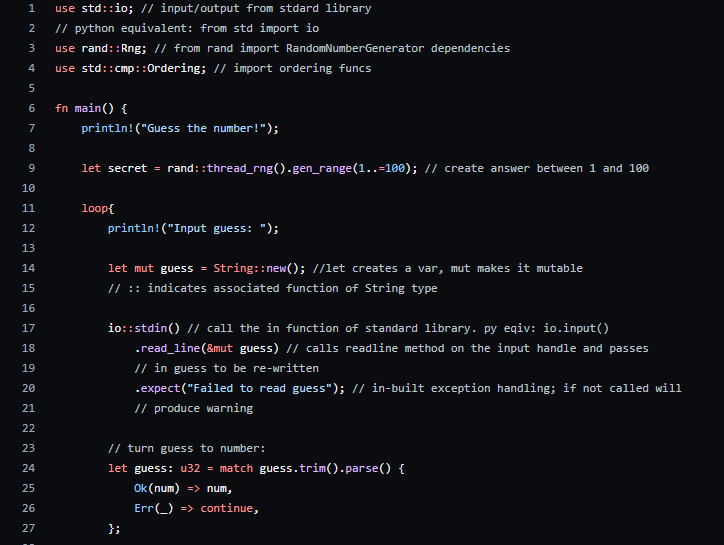 1 use std::io; // input/output from stdard library
2 // python equivalent: from std import io
3 use rand::Rng; // from rand import RandomNumberGenerator dependencies
4 use std::cmp::Ordering; // import ordering funcs
5
6 fn main() {
7     println!("Guess the number!");
8
9     let secret = rand::thread_rng().gen_range(1..=100); // create answer between 1 and 100
10
11     loop{
12         println!("Input guess: ");
13
14         let mut guess = String::new(); //let creates a var, mut makes it mutable
15         // :: indicates associated function of String type
16
17         io::stdin() // call the in function of standard library. py eqiv: io.input()
18             .read_line(&mut guess) // calls readline method on the input handle and passes
19             // in guess to be re-written
20             .expect("Failed to read guess"); // in-built exception handling; if not called will
21             // produce warning
22
23         // turn guess to number:
24         let guess: u32 = match guess.trim().parse() {
25             Ok(num) => num,
26             Err(_) => continue,
27         };